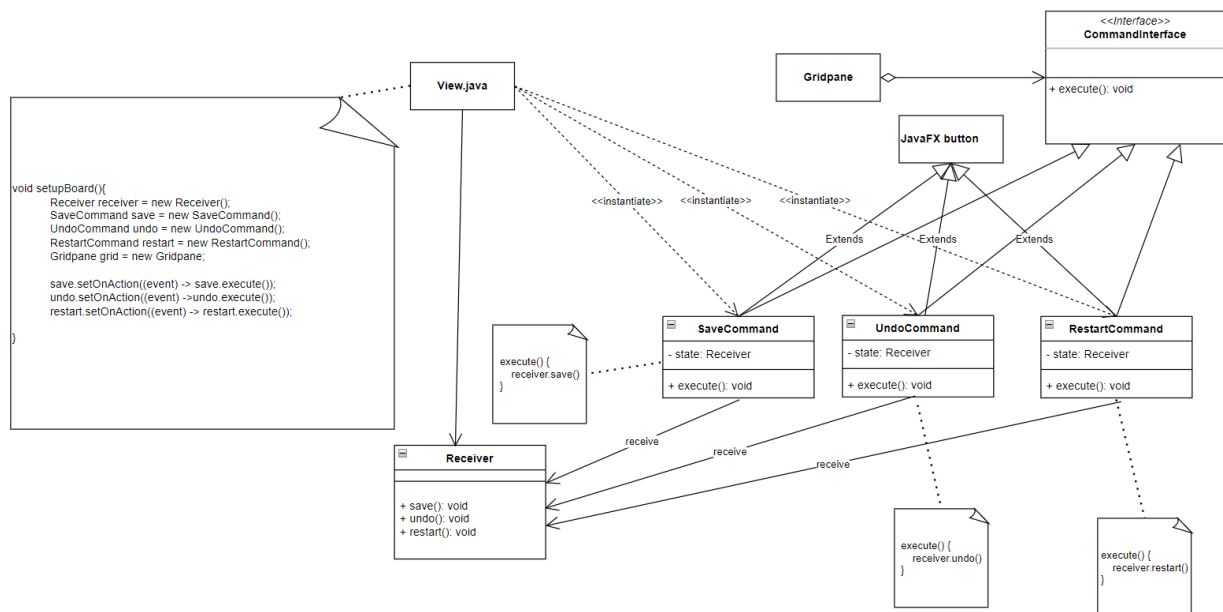 <<Interface>>
CommandInterface
+ execute(): void
Gridpane
View.java
JavaFX button
void setupBoard(){
Receiver receiver = new Receiver();
SaveCommand save = new SaveCommand();
UndoCommand undo = new UndoCommand();
RestartCommand restart = new RestartCommand();
Gridpane grid = new Gridpane;
save.setOnAction((event) -> save.execute());
undo.setOnAction((event) ->undo.execute());
restart.setOnAction((event) -> restart.execute());
}
<<instantiate>>
<<instantiate>>
<<instantiate>>
Extends
Extends
Extends
SaveCommand
- state: Receiver
+ execute(): void
UndoCommand
- state: Receiver
+ execute(): void
RestartCommand
- state: Receiver
+ execute(): void
execute() {
receiver.save()
}
receive
receive
receive
Receiver
+ save(): void
+ undo(): void
+ restart(): void
execute() {
receiver.undo()
}
execute() {
receiver.restart()
}